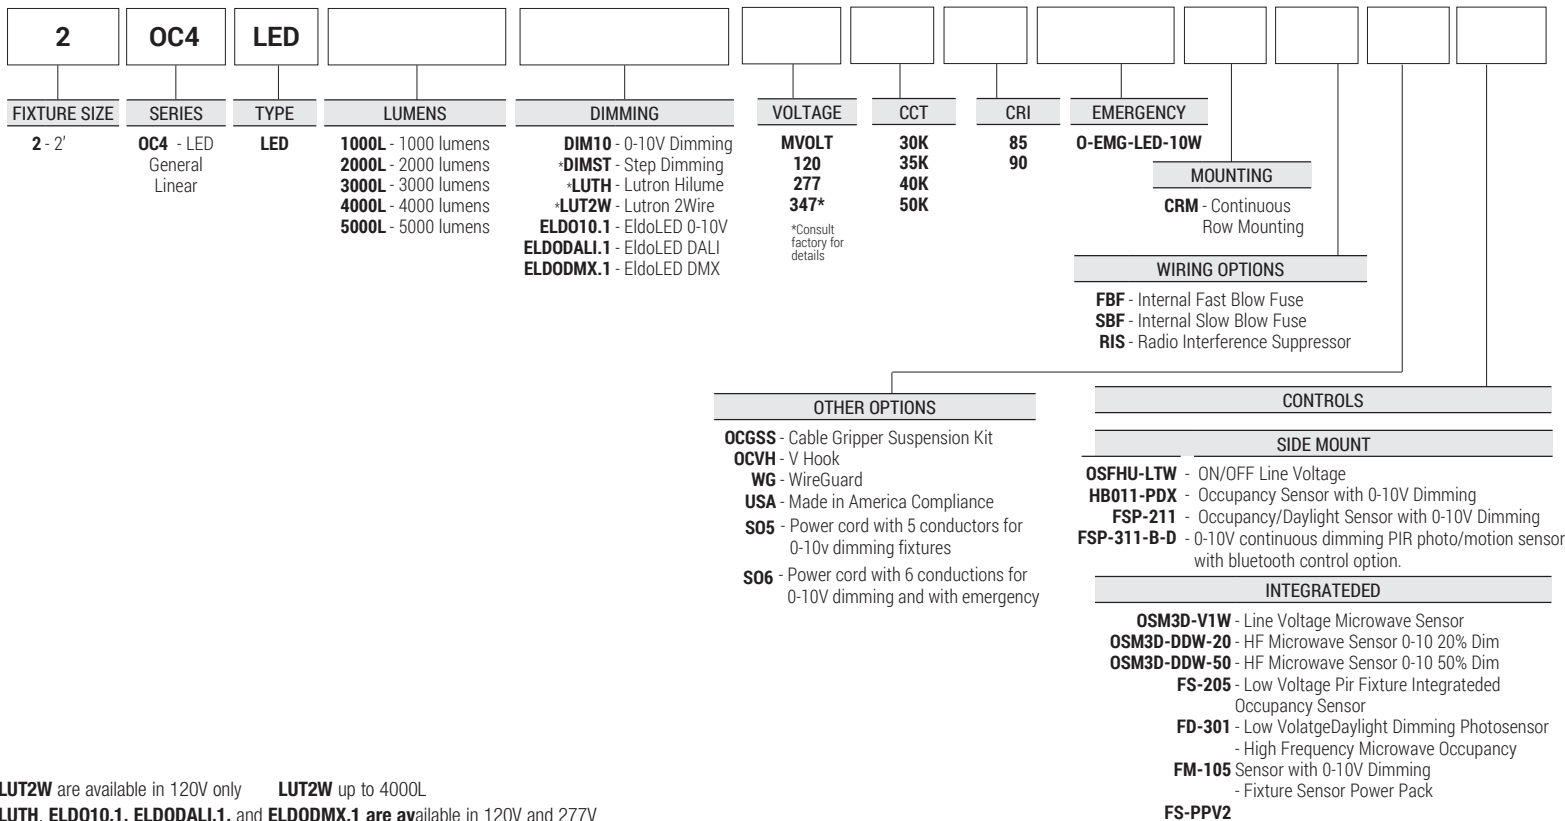 2 OC4 LED
FIXTURE SIZE SERIES TYPE LUMENS DIMMING VOLTAGE CCT CRI EMERGENCY
2 - 2'
OC4 - LED
General
Linear
LED
1000L - 1000 lumens
2000L - 2000 lumens
3000L - 3000 lumens
4000L - 4000 lumens
5000L - 5000 lumens
DIM10 - 0-10V Dimming
*DIMST - Step Dimming
*LUTH - Lutron Hilume
*LUT2W - Lutron 2Wire
ELDO10.1 - EldoLED 0-10V
ELDODALI.1 - EldoLED DALI
ELDODMX.1 - EldoLED DMX
MVOLT
120
277
347*
*Consult
factory for
details
30K
35K
40K
50K
85
90
O-EMG-LED-10W
MOUNTING
CRM - Continuous
Row Mounting
WIRING OPTIONS
FBF - Internal Fast Blow Fuse
SBF - Internal Slow Blow Fuse
RIS - Radio Interference Suppressor
OTHER OPTIONS
OCGSS - Cable Gripper Suspension Kit
OCVH - V Hook
WG - WireGuard
USA - Made in America Compliance
SO5 - Power cord with 5 conductors for
0-10v dimming fixtures
SO6 - Power cord with 6 conductions for
0-10V dimming and with emergency
CONTROLS
SIDE MOUNT
OSFHU-LTW - ON/OFF Line Voltage
HB011-PDX - Occupancy Sensor with 0-10V Dimming
FSP-211 - Occupancy/Daylight Sensor with 0-10V Dimming
FSP-311-B-D - 0-10V continuous dimming PIR photo/motion sensor
with bluetooth control option.
INTEGRATEDED
OSM3D-V1W - Line Voltage Microwave Sensor
OSM3D-DDW-20 - HF Microwave Sensor 0-10 20% Dim
OSM3D-DDW-50 - HF Microwave Sensor 0-10 50% Dim
FS-205 - Low Voltage Pir Fixture Integrateded
Occupancy Sensor
FD-301 - Low VolatgeDaylight Dimming Photosensor
- High Frequency Microwave Occupancy
FM-105 Sensor with 0-10V Dimming
- Fixture Sensor Power Pack
FS-PPV2
LUT2W are available in 120V only LUT2W up to 4000L
LUTH, ELDO10.1, ELDODALI.1, and ELDODMX.1 are available in 120V and 277V